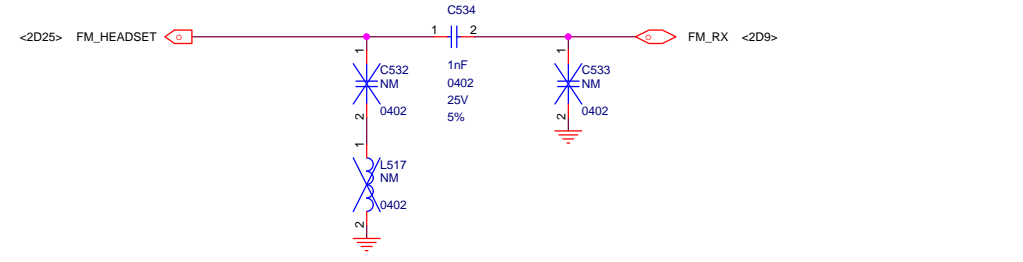 C534
<2D25> FM_HEADSET
1 2
FM_RX <2D9>
1nF
0402
25V
5%
1
C532
NM
0402
2
1
C533
NM
0402
2
1
L517
NM
0402
2